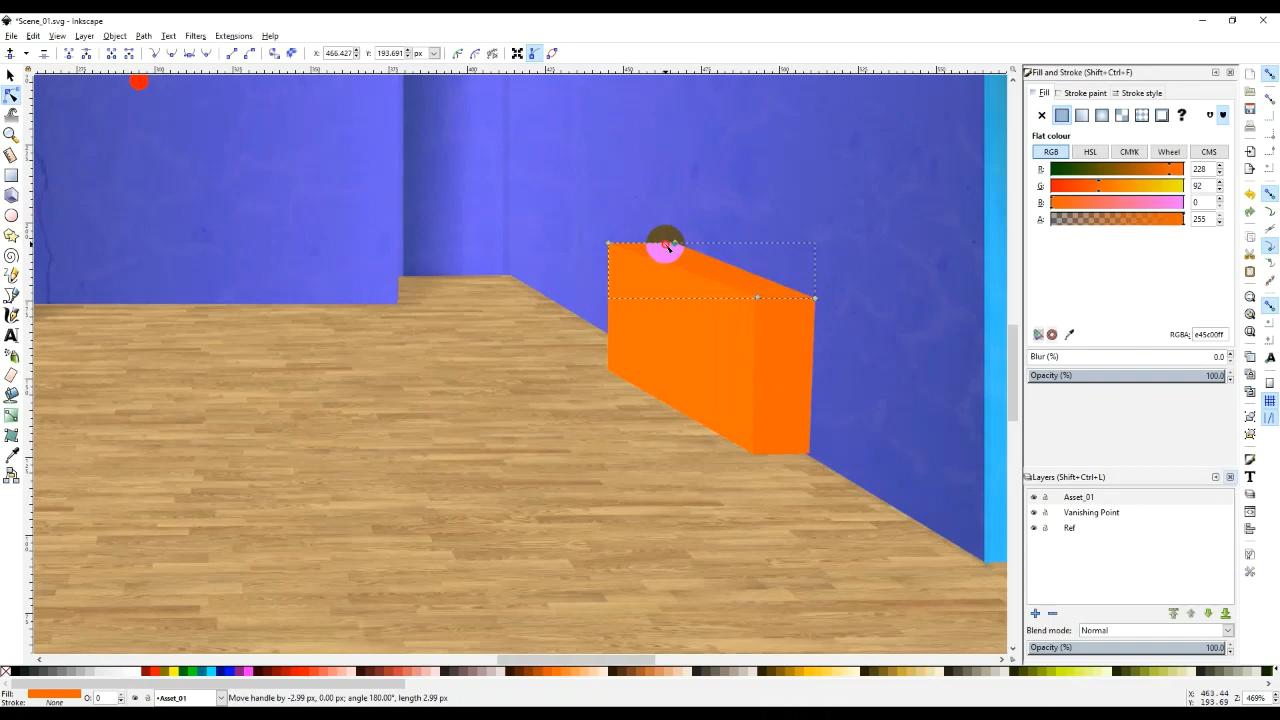 *Scene_01.svg - Inkscape
File Edit View Layer Object Path Text Filters Extensions Help
X: 466.427 Y: 193.691 px
Fill and Stroke (Shift+Ctrl+F)
Fill Stroke paint Stroke style
Flat colour
RGB HSL CMYK Wheel CMS
R: 228
G: 92
B: 0
A: 255
RGBA: e45c00ff
Blur (%) 0.0
Opacity (%) 100.0
Layers (Shift+Ctrl+L)
Asset_01
Vanishing Point
Ref
Blend mode: Normal
Opacity (%) 100.0
Fill:
Stroke: None
O: 0
•Asset_01
Move handle by -2.99 px, 0.00 px; angle 180.00°, length 2.99 px
X: 463.44
Y: 193.69
Z: 469%